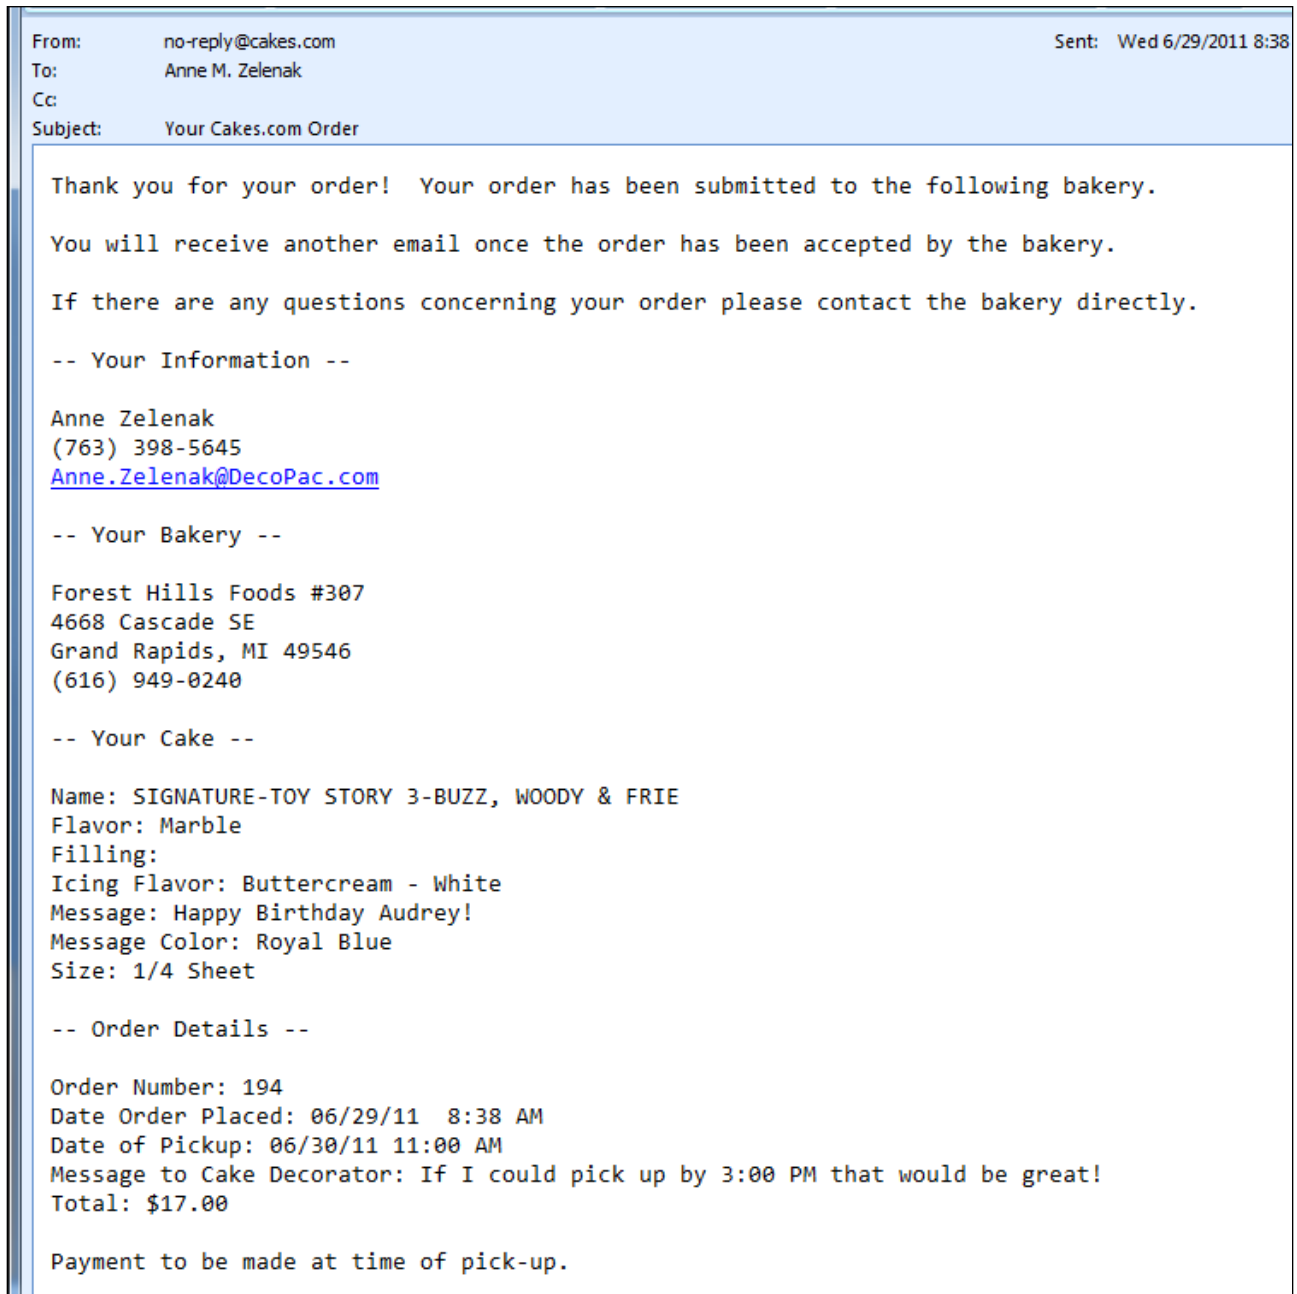 From: no-reply@cakes.com Sent: Wed 6/29/2011 8:38
To: Anne M. Zelenak
Cc:
Subject: Your Cakes.com Order
Thank you for your order!  Your order has been submitted to the following bakery.
You will receive another email once the order has been accepted by the bakery.
If there are any questions concerning your order please contact the bakery directly.
-- Your Information --
Anne Zelenak
(763) 398-5645
Anne.Zelenak@DecoPac.com
-- Your Bakery --
Forest Hills Foods #307
4668 Cascade SE
Grand Rapids, MI 49546
(616) 949-0240
-- Your Cake --
Name: SIGNATURE-TOY STORY 3-BUZZ, WOODY & FRIE
Flavor: Marble
Filling:
Icing Flavor: Buttercream - White
Message: Happy Birthday Audrey!
Message Color: Royal Blue
Size: 1/4 Sheet
-- Order Details --
Order Number: 194
Date Order Placed: 06/29/11  8:38 AM
Date of Pickup: 06/30/11 11:00 AM
Message to Cake Decorator: If I could pick up by 3:00 PM that would be great!
Total: $17.00
Payment to be made at time of pick-up.